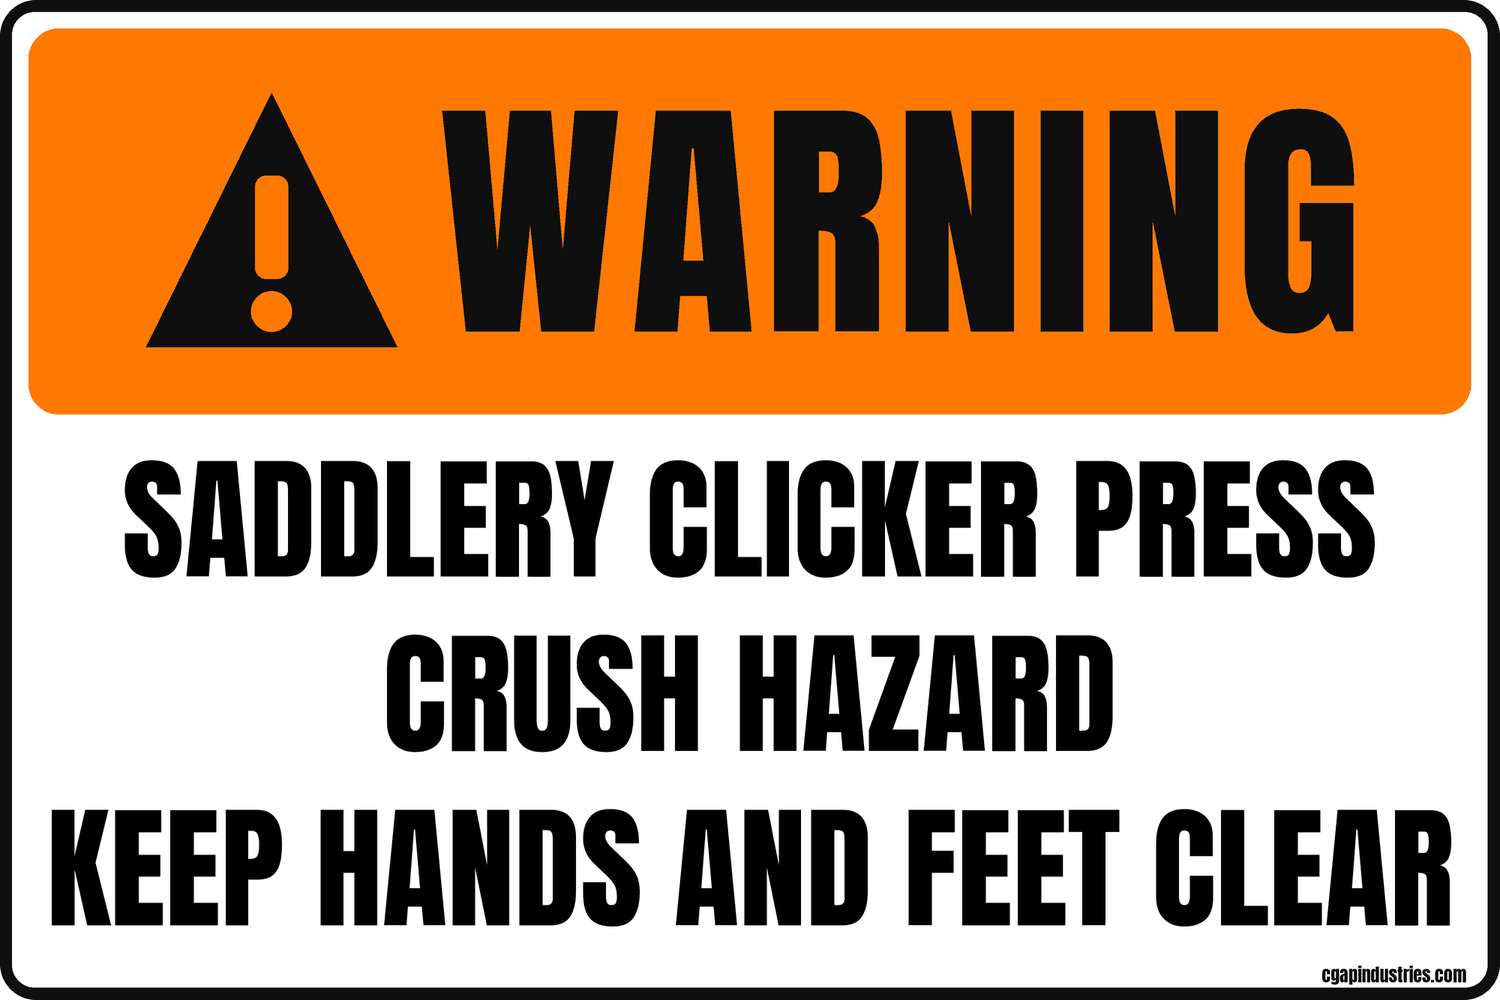 WARNING
SADDLERY CLICKER PRESS
CRUSH HAZARD
KEEP HANDS AND FEET CLEAR
cgapindustries.com